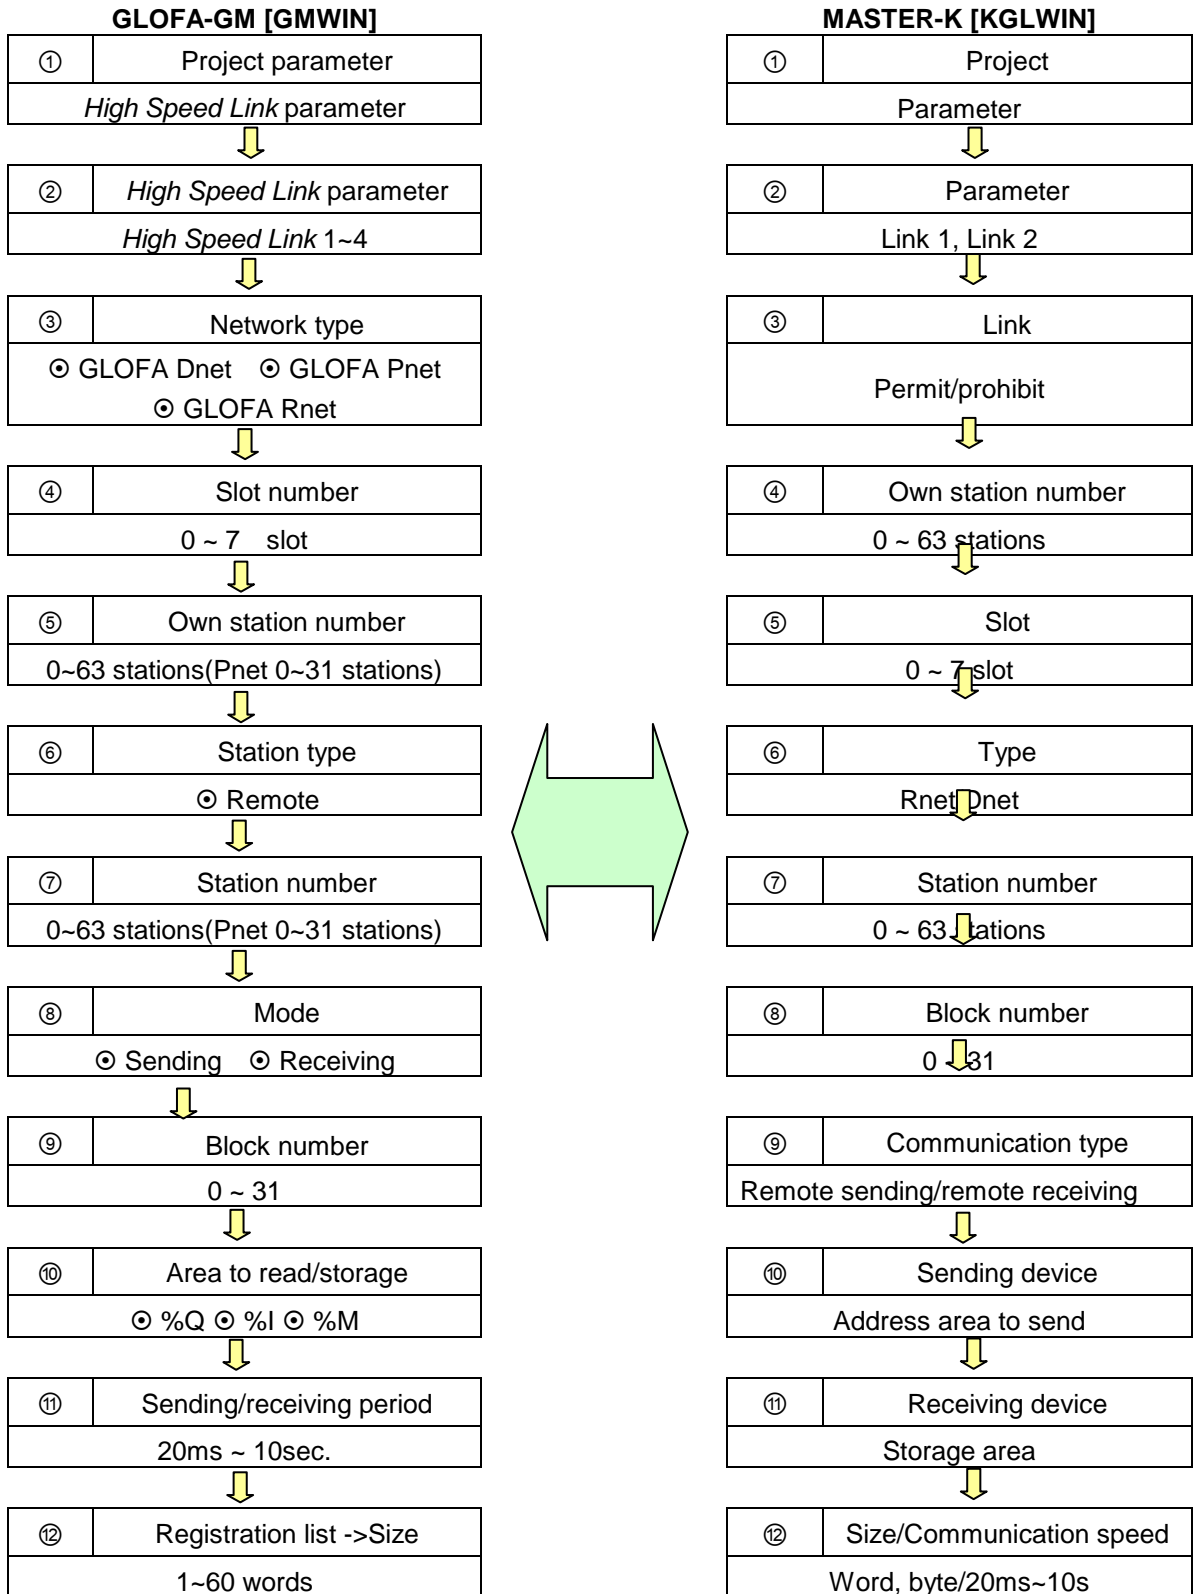 GLOFA-GM [GMWIN]
① Project parameter
High Speed Link parameter
② High Speed Link parameter
High Speed Link 1~4
③ Network type
⊙ GLOFA Dnet ⊙ GLOFA Pnet
⊙ GLOFA Rnet
④ Slot number
0 ~ 7 slot
⑤ Own station number
0~63 stations(Pnet 0~31 stations)
⑥ Station type
⊙ Remote
⑦ Station number
0~63 stations(Pnet 0~31 stations)
⑧ Mode
⊙ Sending ⊙ Receiving
⑨ Block number
0 ~ 31
⑩ Area to read/storage
⊙ %Q ⊙ %I ⊙ %M
⑪ Sending/receiving period
20ms ~ 10sec.
⑫ Registration list ->Size
1~60 words
MASTER-K [KGLWIN]
① Project
Parameter
② Parameter
Link 1, Link 2
③ Link
Permit/prohibit
④ Own station number
0 ~ 63 stations
⑤ Slot
0 ~ 7 slot
⑥ Type
Rnet Dnet
⑦ Station number
0 ~ 63 stations
⑧ Block number
0 ~ 31
⑨ Communication type
Remote sending/remote receiving
⑩ Sending device
Address area to send
⑪ Receiving device
Storage area
⑫ Size/Communication speed
Word, byte/20ms~10s